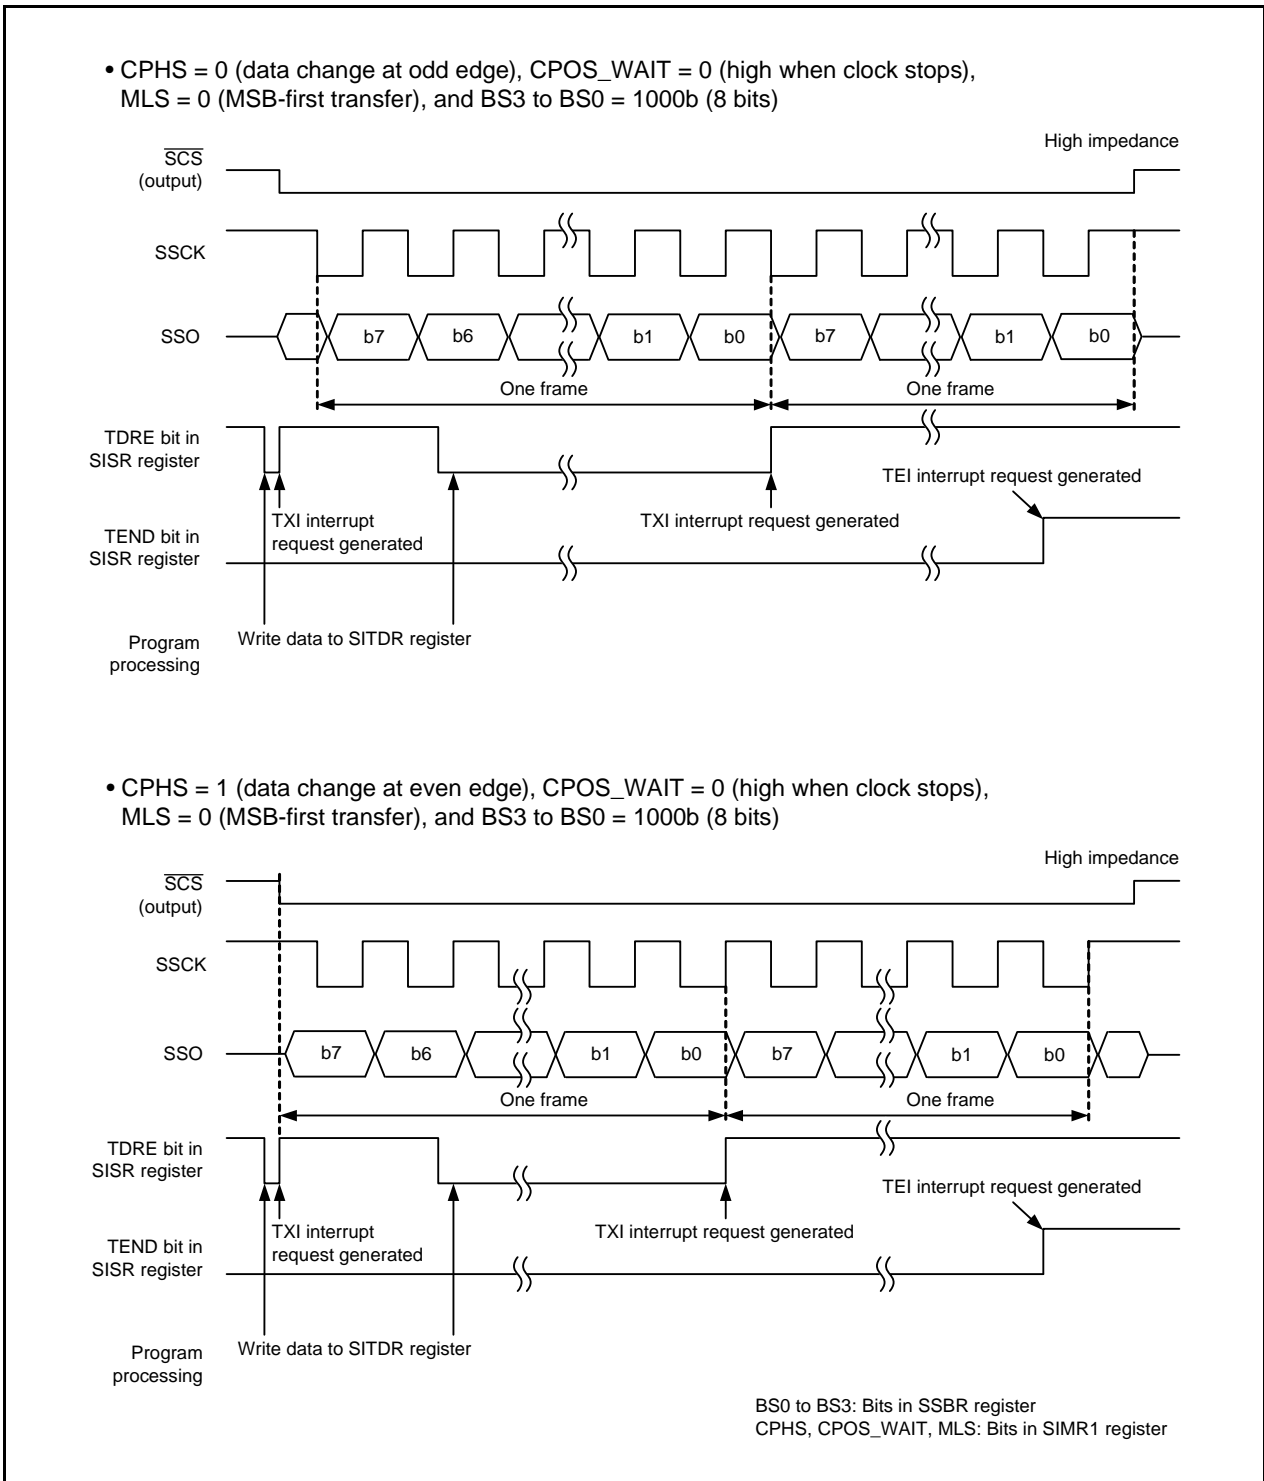 • CPHS = 0 (data change at odd edge), CPOS_WAIT = 0 (high when clock stops),
MLS = 0 (MSB-first transfer), and BS3 to BS0 = 1000b (8 bits)
High impedance
SCS
(output)
SSCK
SSO
b7 b6 b1 b0 b7 b1 b0
One frame One frame
TDRE bit in
SISR register
TEI interrupt request generated
TXI interrupt
request generated
TXI interrupt request generated
TEND bit in
SISR register
Program
processing
Write data to SITDR register
• CPHS = 1 (data change at even edge), CPOS_WAIT = 0 (high when clock stops),
MLS = 0 (MSB-first transfer), and BS3 to BS0 = 1000b (8 bits)
High impedance
SCS
(output)
SSCK
SSO
b7 b6 b1 b0 b7 b1 b0
One frame One frame
TDRE bit in
SISR register
TEI interrupt request generated
TXI interrupt
request generated
TXI interrupt request generated
TEND bit in
SISR register
Program
processing
Write data to SITDR register
BS0 to BS3: Bits in SSBR register
CPHS, CPOS_WAIT, MLS: Bits in SIMR1 register